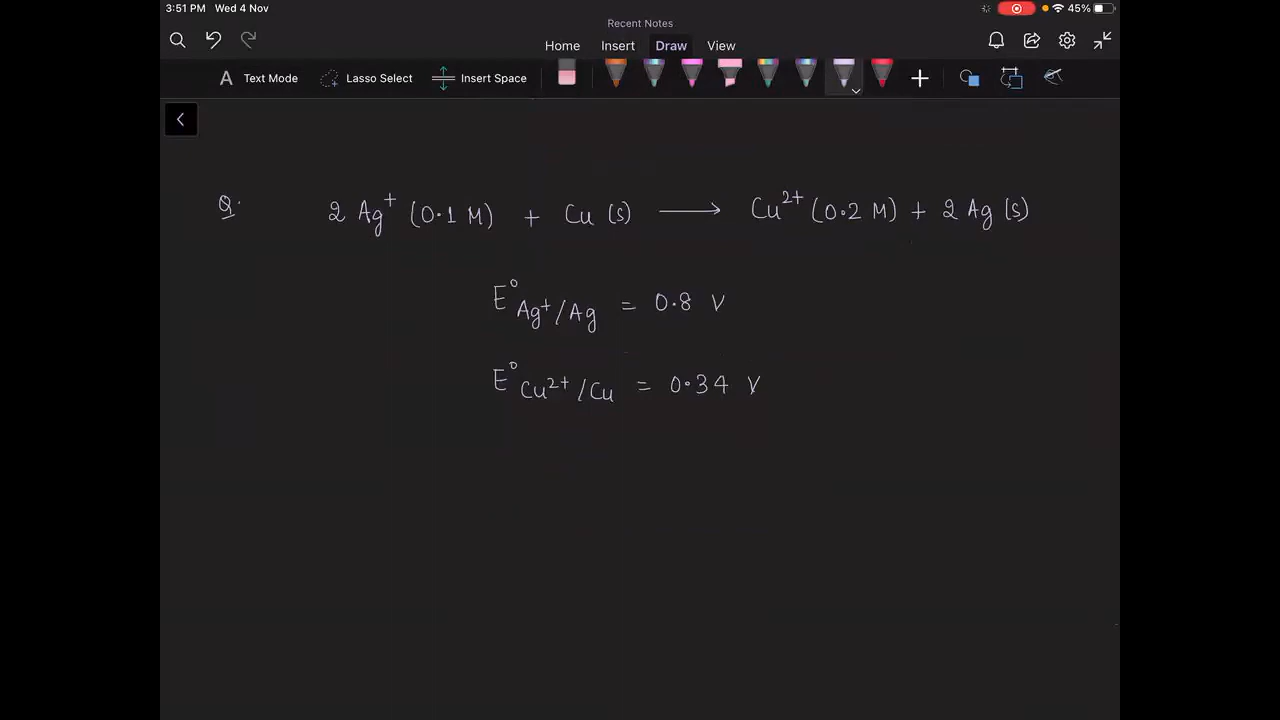 3:51 PM Wed 4 Nov
45%
Recent Notes
Home Insert Draw View
A Text Mode Lasso Select Insert Space
Q. 2 Ag⁺ (0.1 M) + Cu (s) ⟶ Cu²⁺ (0.2 M) + 2 Ag (s)
E° Ag⁺/Ag = 0.8 V
E° Cu²⁺/Cu = 0.34 V